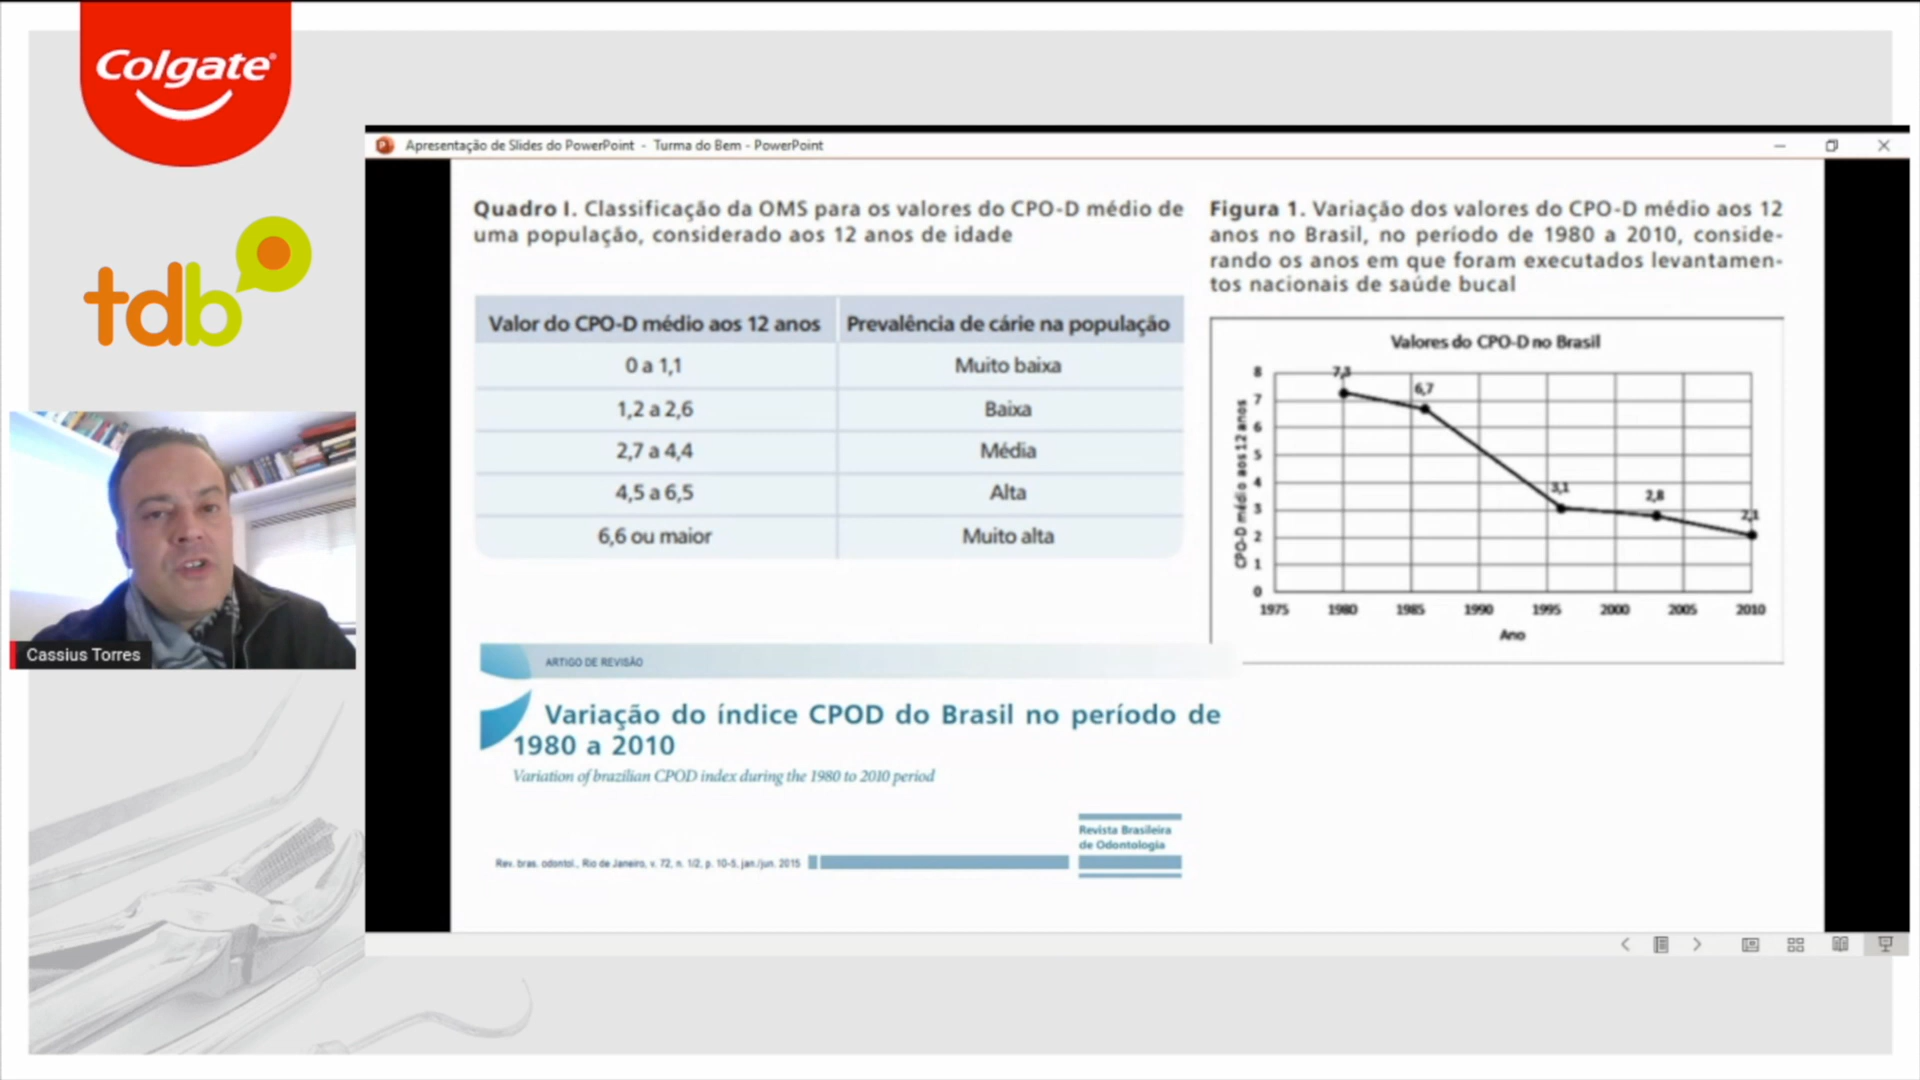 Colgate
tdb
Cassius Torres
Apresentação de Slides do PowerPoint - Turma do Bem - PowerPoint
Quadro I. Classificação da OMS para os valores do CPO-D médio de
uma população, considerado aos 12 anos de idade
Valor do CPO-D médio aos 12 anos Prevalência de cárie na população
0 a 1,1 Muito baixa
1,2 a 2,6 Baixa
2,7 a 4,4 Média
4,5 a 6,5 Alta
6,6 ou maior Muito alta
Figura 1. Variação dos valores do CPO-D médio aos 12
anos no Brasil, no período de 1980 a 2010, conside-
rando os anos em que foram executados levantamen-
tos nacionais de saúde bucal
Valores do CPO-D no Brasil
CPO-D médio aos 12 anos
8
7
6
5
4
3
2
1
0
7,3
6,7
3,1
2,8
2,1
1975 1980 1985 1990 1995 2000 2005 2010
Ano
ARTIGO DE REVISÃO
Variação do índice CPOD do Brasil no período de
1980 a 2010
Variation of brazilian CPOD index during the 1980 to 2010 period
Revista Brasileira
de Odontologia
Rev. bras. odontol., Rio de Janeiro, v. 72, n. 1/2, p. 10-5, jan./jun. 2015